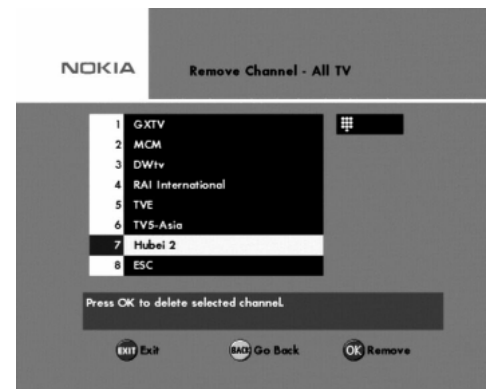 NOKIA
Remove Channel - All TV
1 GXTV
2 MCM
3 DWtv
4 RAI International
5 TVE
6 TV5-Asia
7 Hubei 2
8 ESC
Press OK to delete selected channel.
EXIT Exit BACK Go Back OK Remove